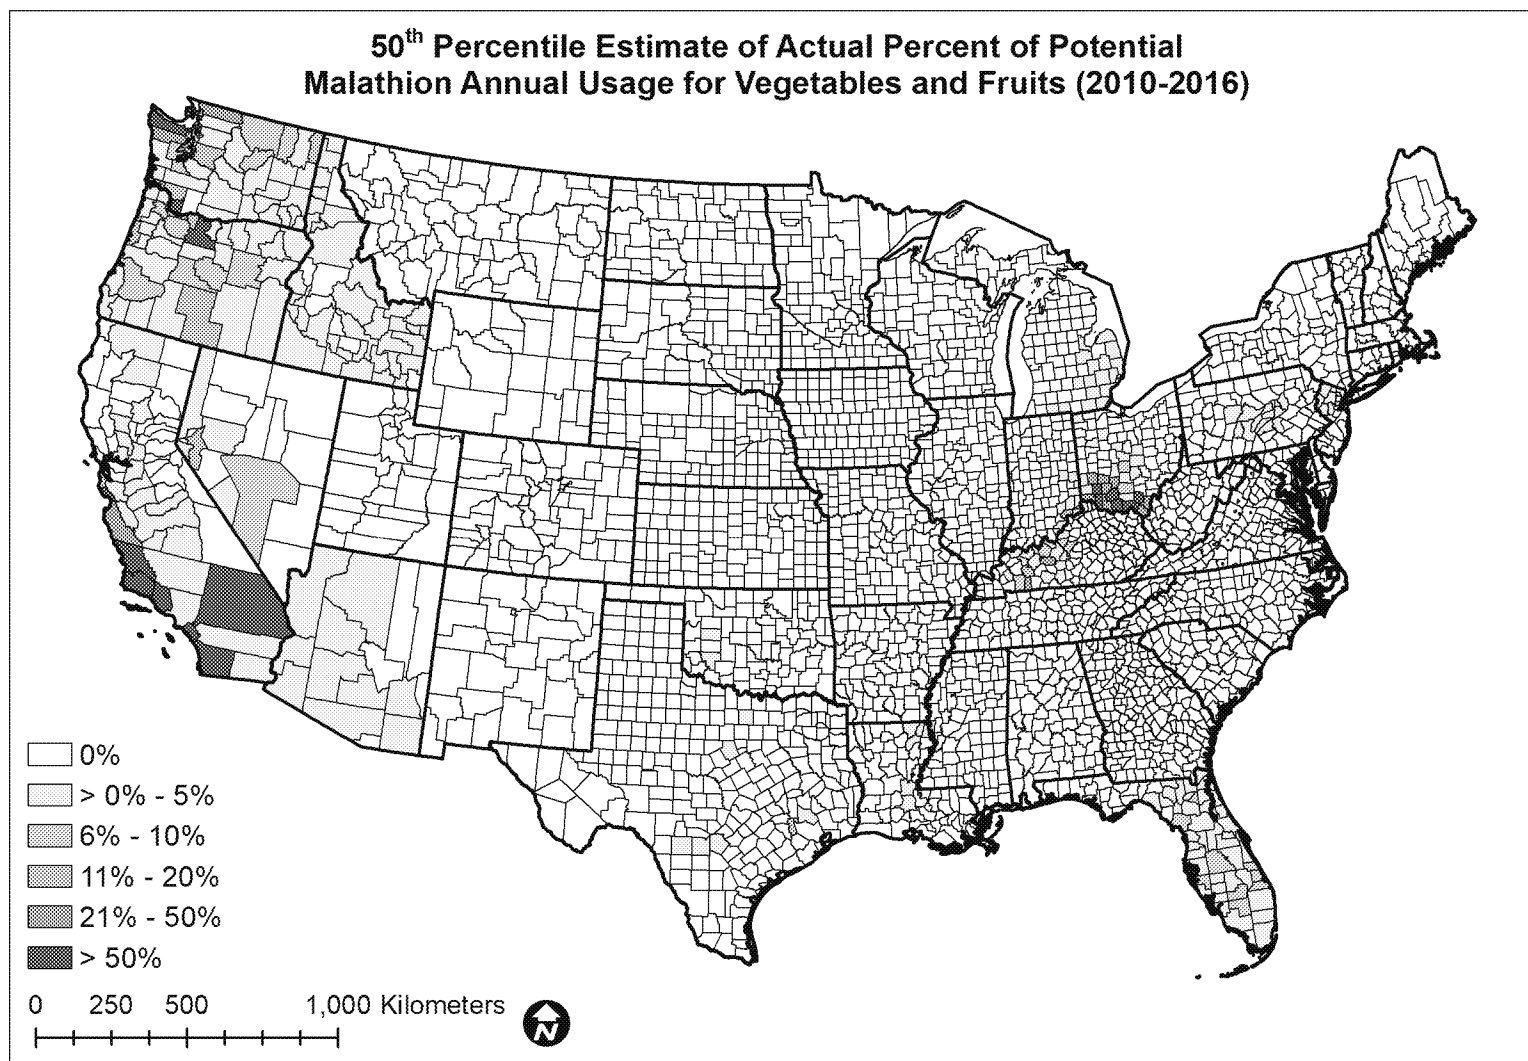 50th Percentile Estimate of Actual Percent of Potential
Malathion Annual Usage for Vegetables and Fruits (2010-2016)
0%
> 0% - 5%
6% - 10%
11% - 20%
21% - 50%
> 50%
0 250 500 1,000 Kilometers
N